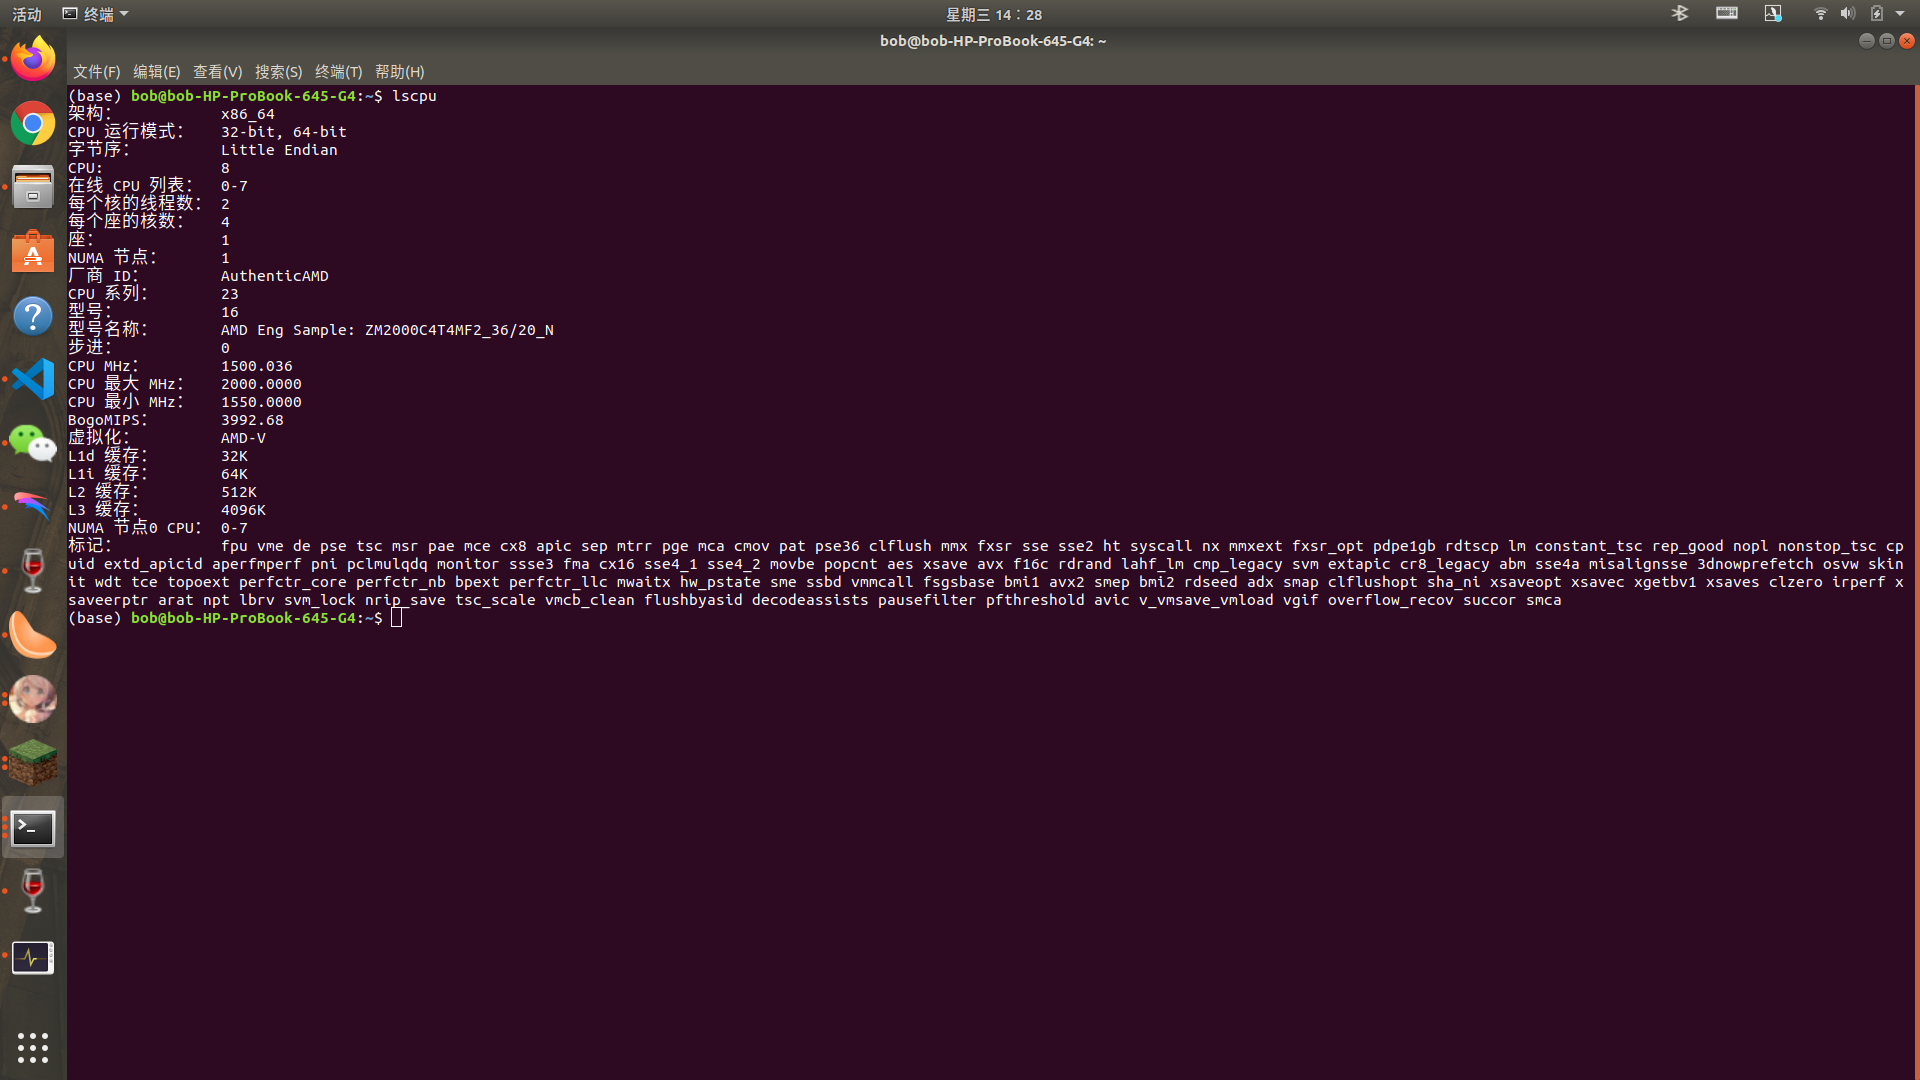 活动 终端 星期三 14:28
bob@bob-HP-ProBook-645-G4: ~
文件(F) 编辑(E) 查看(V) 搜索(S) 终端(T) 帮助(H)
(base) bob@bob-HP-ProBook-645-G4:~$ lscpu
架构: x86_64
CPU 运行模式: 32-bit, 64-bit
字节序: Little Endian
CPU: 8
在线 CPU 列表: 0-7
每个核的线程数: 2
每个座的核数: 4
座: 1
NUMA 节点: 1
厂商 ID: AuthenticAMD
CPU 系列: 23
型号: 16
型号名称: AMD Eng Sample: ZM2000C4T4MF2_36/20_N
步进: 0
CPU MHz: 1500.036
CPU 最大 MHz: 2000.0000
CPU 最小 MHz: 1550.0000
BogoMIPS: 3992.68
虚拟化: AMD-V
L1d 缓存: 32K
L1i 缓存: 64K
L2 缓存: 512K
L3 缓存: 4096K
NUMA 节点0 CPU: 0-7
标记: fpu vme de pse tsc msr pae mce cx8 apic sep mtrr pge mca cmov pat pse36 clflush mmx fxsr sse sse2 ht syscall nx mmxext fxsr_opt pdpe1gb rdtscp lm constant_tsc rep_good nopl nonstop_tsc cp
uid extd_apicid aperfmperf pni pclmulqdq monitor ssse3 fma cx16 sse4_1 sse4_2 movbe popcnt aes xsave avx f16c rdrand lahf_lm cmp_legacy svm extapic cr8_legacy abm sse4a misalignsse 3dnowprefetch osvw skin
it wdt tce topoext perfctr_core perfctr_nb bpext perfctr_llc mwaitx hw_pstate sme ssbd vmmcall fsgsbase bmi1 avx2 smep bmi2 rdseed adx smap clflushopt sha_ni xsaveopt xsavec xgetbv1 xsaves clzero irperf x
saveerptr arat npt lbrv svm_lock nrip_save tsc_scale vmcb_clean flushbyasid decodeassists pausefilter pfthreshold avic v_vmsave_vmload vgif overflow_recov succor smca
(base) bob@bob-HP-ProBook-645-G4:~$